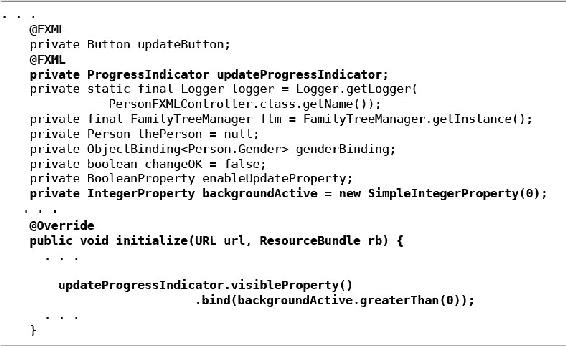 . . .
@FXML
private Button updateButton;
@FXML
private ProgressIndicator updateProgressIndicator;
private static final Logger logger = Logger.getLogger(
PersonFXMLController.class.getName());
private final FamilyTreeManager ftm = FamilyTreeManager.getInstance();
private Person thePerson = null;
private ObjectBinding<Person.Gender> genderBinding;
private boolean changeOK = false;
private BooleanProperty enableUpdateProperty;
private IntegerProperty backgroundActive = new SimpleIntegerProperty(0);
. . .
@Override
public void initialize(URL url, ResourceBundle rb) {
. . .
updateProgressIndicator.visibleProperty()
.bind(backgroundActive.greaterThan(0));
. . .
}